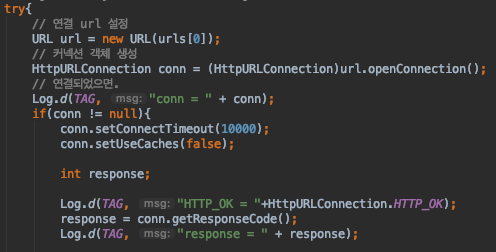 try{
// 연결 url 설정
URL url = new URL(urls[0]);
// 커넥션 객체 생성
HttpURLConnection conn = (HttpURLConnection)url.openConnection();
// 연결되었으면.
Log.d(TAG, msg: "conn = " + conn);
if(conn != null){
conn.setConnectTimeout(10000);
conn.setUseCaches(false);
int response;
Log.d(TAG, msg: "HTTP_OK = "+HttpURLConnection.HTTP_OK);
response = conn.getResponseCode();
Log.d(TAG, msg: "response = " + response);